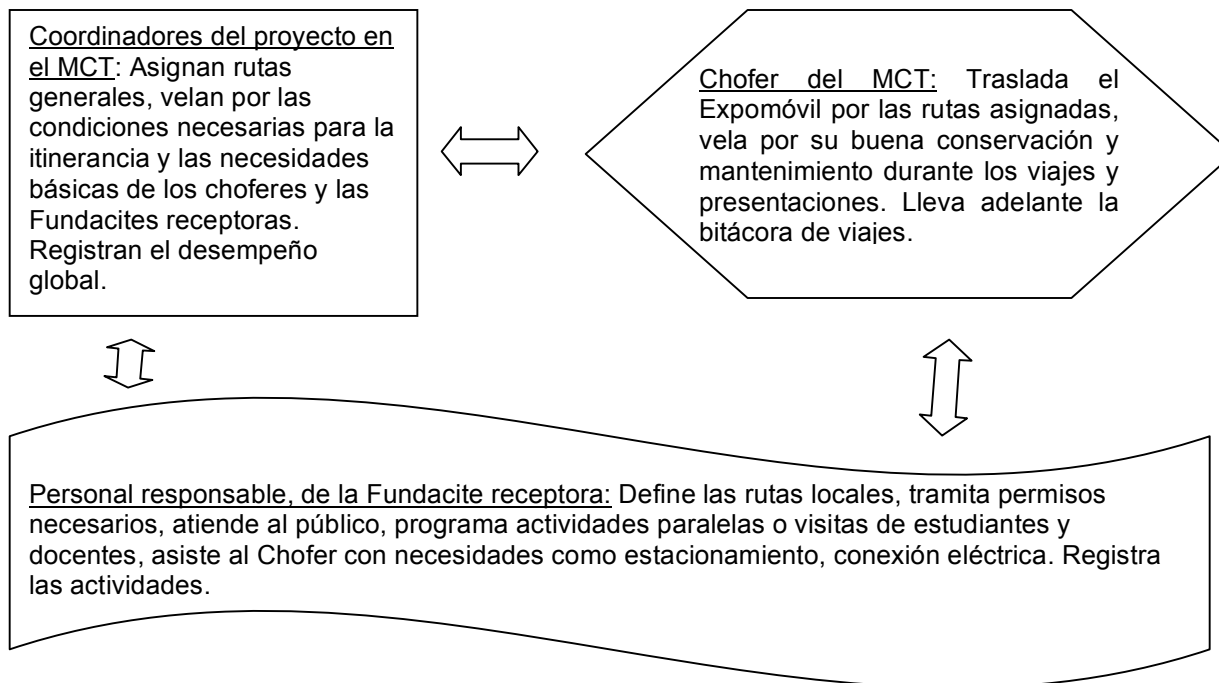 Coordinadores del proyecto en
el MCT: Asignan rutas
generales, velan por las
condiciones necesarias para la
itinerancia y las necesidades
básicas de los choferes y las
Fundacites receptoras.
Registran el desempeño
global.
Chofer del MCT: Traslada el
Expomóvil por las rutas asignadas,
vela por su buena conservación y
mantenimiento durante los viajes y
presentaciones. Lleva adelante la
bitácora de viajes.
Personal responsable, de la Fundacite receptora: Define las rutas locales, tramita permisos
necesarios, atiende al público, programa actividades paralelas o visitas de estudiantes y
docentes, asiste al Chofer con necesidades como estacionamiento, conexión eléctrica. Registra
las actividades.